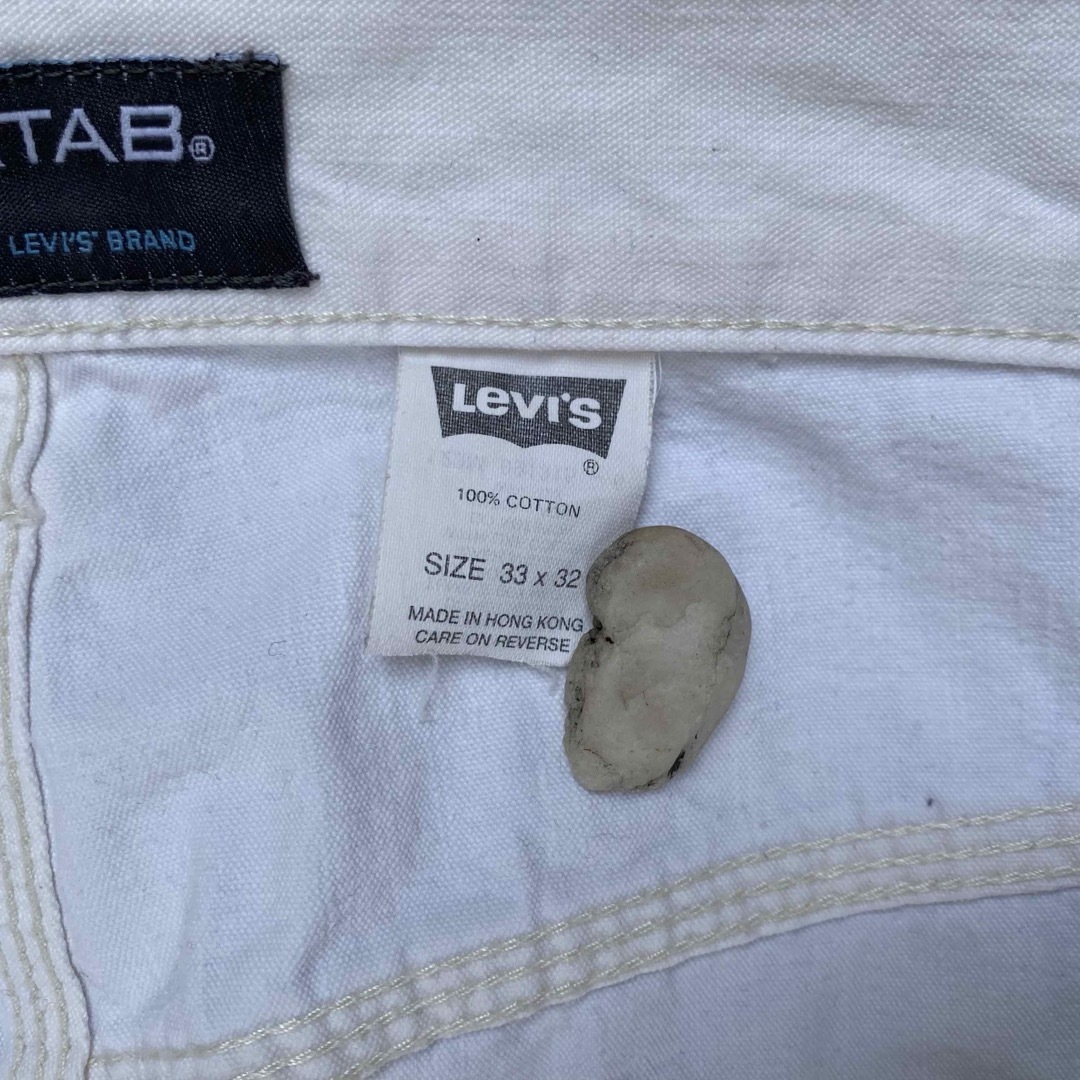 TAB®
LEVI'S® BRAND
LEVI'S
®
100% COTTON
SIZE 33 x 32
MADE IN HONG KONG
CARE ON REVERSE